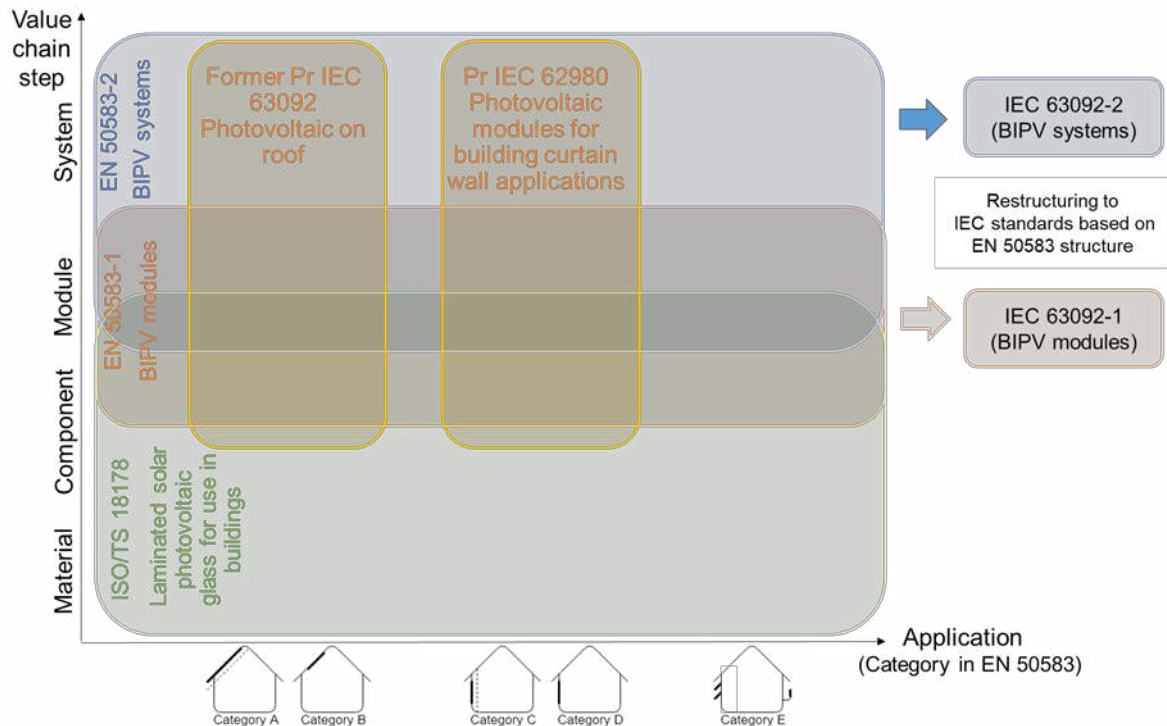 Value
chain
step
System
Module
Component
Material
EN 50583-2
BIPV systems
Former Pr IEC
63092
Photovoltaic on
roof
Pr IEC 62980
Photovoltaic
modules for
building curtain
wall applications
EN 50583-1
BIPV modules
ISO/TS 18178
Laminated solar
photovoltaic
glass for use in
buildings
IEC 63092-2
(BIPV systems)
Restructuring to
IEC standards based on
EN 50583 structure
IEC 63092-1
(BIPV modules)
Application
(Category in EN 50583)
Category A
Category B
Category C
Category D
Category E